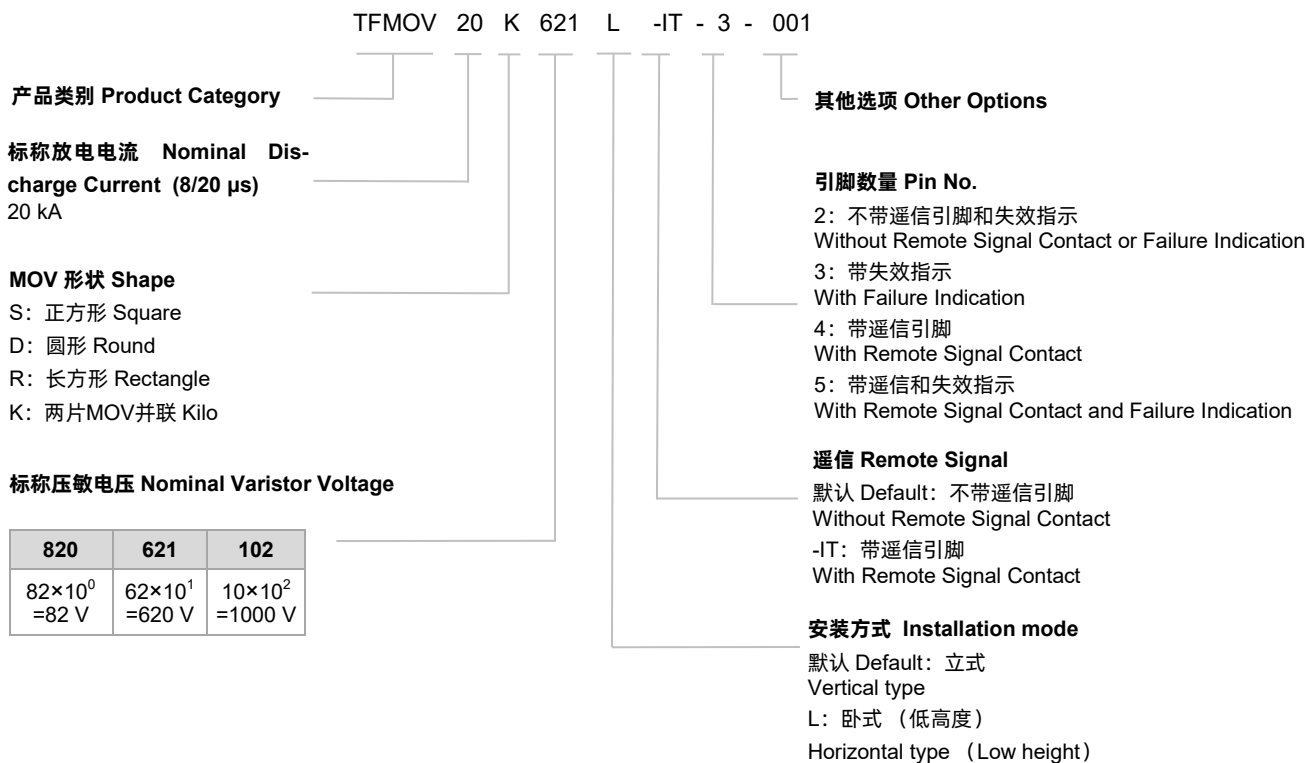 TFMOV 20 K 621 L -IT - 3 - 001
产品类别 Product Category
标称放电电流 Nominal Dis-
charge Current (8/20 μs)
20 kA
MOV 形状 Shape
S：正方形 Square
D：圆形 Round
R：长方形 Rectangle
K：两片MOV并联 Kilo
标称压敏电压 Nominal Varistor Voltage
820 621 102
82×10⁰ 62×10¹ 10×10²
=82 V =620 V =1000 V
其他选项 Other Options
引脚数量 Pin No.
2：不带遥信引脚和失效指示
Without Remote Signal Contact or Failure Indication
3：带失效指示
With Failure Indication
4：带遥信引脚
With Remote Signal Contact
5：带遥信和失效指示
With Remote Signal Contact and Failure Indication
遥信 Remote Signal
默认 Default：不带遥信引脚
Without Remote Signal Contact
-IT：带遥信引脚
With Remote Signal Contact
安装方式 Installation mode
默认 Default：立式
Vertical type
L：卧式 （低高度）
Horizontal type （Low height）